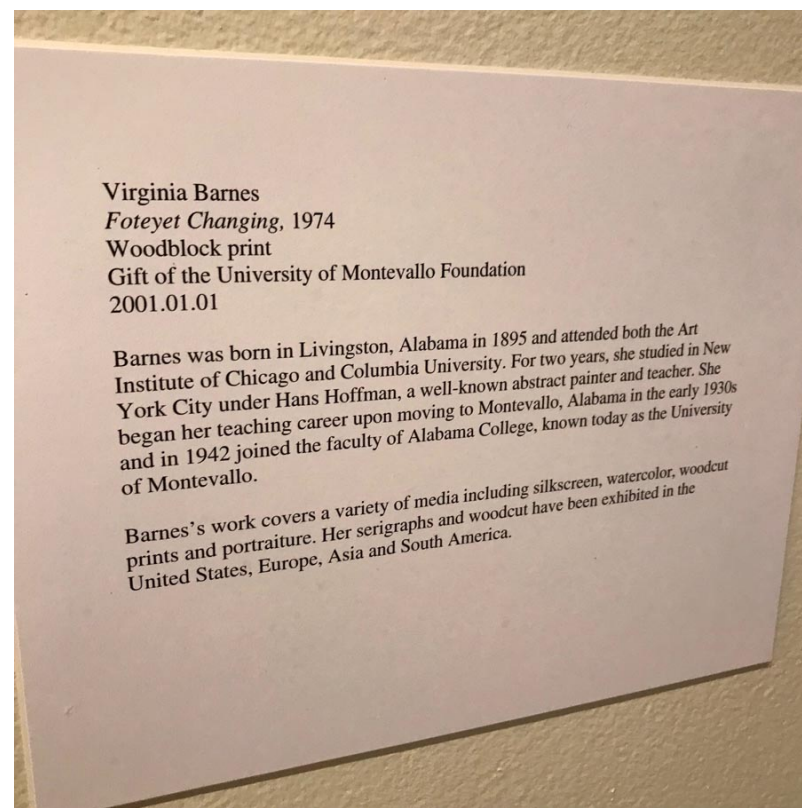 Virginia Barnes
Foteyet Changing, 1974
Woodblock print
Gift of the University of Montevallo Foundation
2001.01.01
Barnes was born in Livingston, Alabama in 1895 and attended both the Art
Institute of Chicago and Columbia University. For two years, she studied in New
York City under Hans Hoffman, a well-known abstract painter and teacher. She
began her teaching career upon moving to Montevallo, Alabama in the early 1930s
and in 1942 joined the faculty of Alabama College, known today as the University
of Montevallo.
Barnes's work covers a variety of media including silkscreen, watercolor, woodcut
prints and portraiture. Her serigraphs and woodcut have been exhibited in the
United States, Europe, Asia and South America.